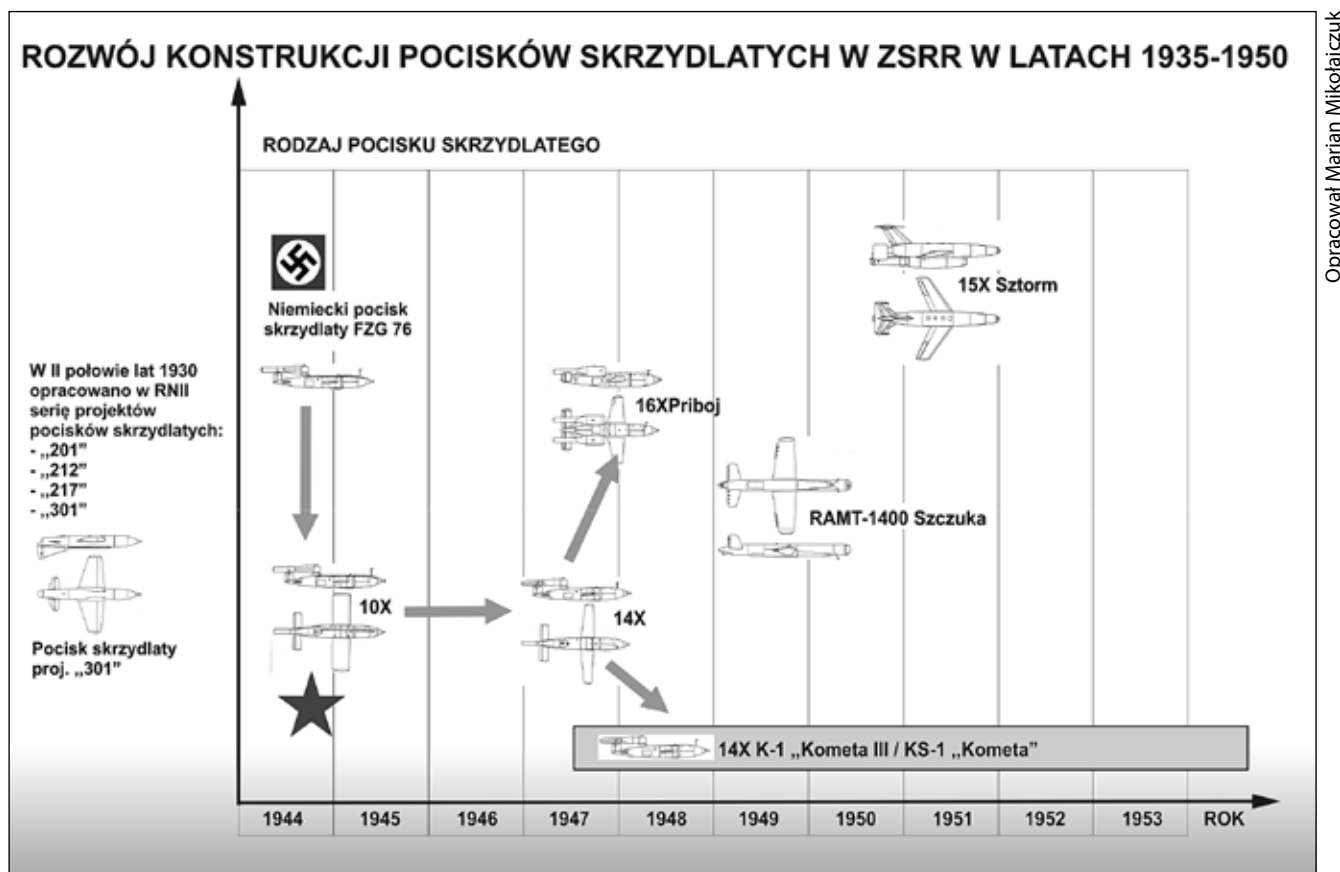 ROZWÓJ KONSTRUKCJI POCISKÓW SKRZYDLATYCH W ZSRR W LATACH 1935-1950
RODZAJ POCISKU SKRZYDLATEGO
Niemiecki pocisk
skrzydlaty FZG 76
15X Sztorm
W II połowie lat 1930
opracowano w RNII
serię projektów
pocisków skrzydlatych:
- „201”
- „212”
- „217”
- „301”
16XPriboj
RAMT-1400 Szczuka
10X
14X
Pocisk skrzydlaty
proj. „301”
14X K-1 „Kometa III / KS-1 „Kometa”
1944 1945 1946 1947 1948 1949 1950 1951 1952 1953 ROK
Opracował Marian Mikołajczuk